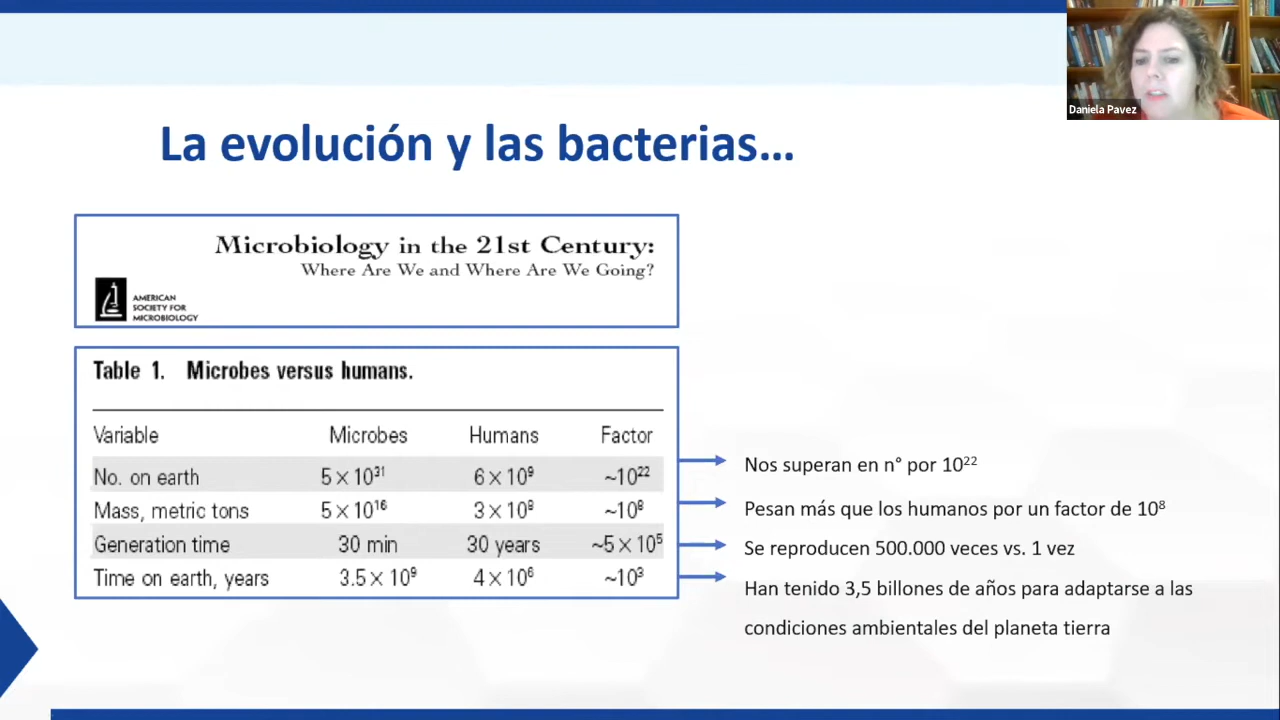 Daniela Pavez
La evolución y las bacterias...
Microbiology in the 21st Century:
Where Are We and Where Are We Going?
AMERICAN
SOCIETY FOR
MICROBIOLOGY
Table 1. Microbes versus humans.
Variable Microbes Humans Factor
No. on earth 5 × 10³¹ 6 × 10⁹ ~10²²
Mass, metric tons 5 × 10¹⁶ 3 × 10⁸ ~10⁸
Generation time 30 min 30 years ~5 × 10⁵
Time on earth, years 3.5 × 10⁹ 4 × 10⁶ ~10³
Nos superan en n° por 10²²
Pesan más que los humanos por un factor de 10⁸
Se reproducen 500.000 veces vs. 1 vez
Han tenido 3,5 billones de años para adaptarse a las
condiciones ambientales del planeta tierra